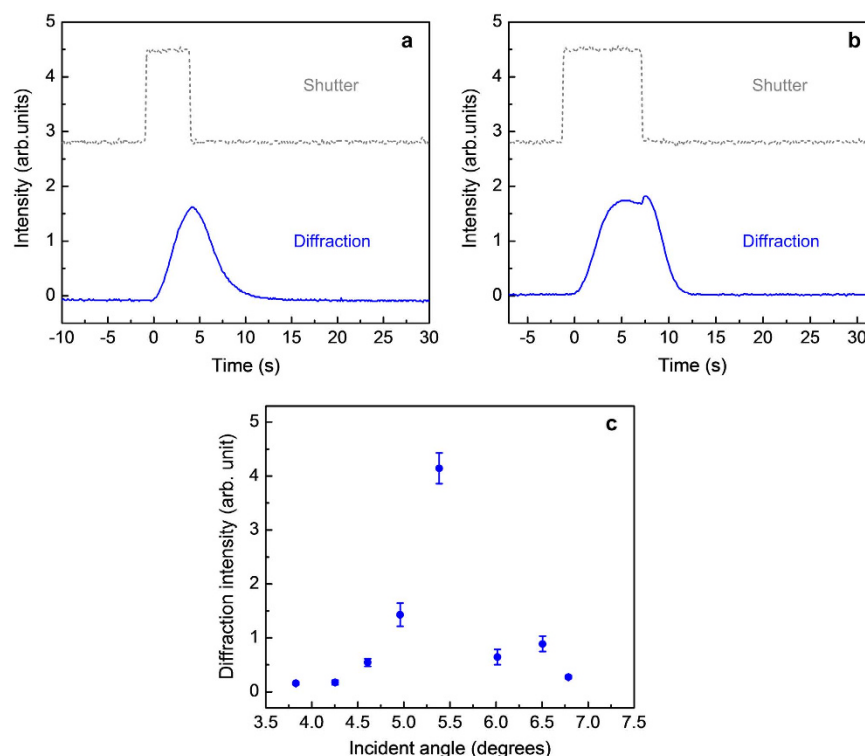 a
Intensity (arb.units)
5
4
3
2
1
0
Shutter
Diffraction
-10 -5 0 5 10 15 20 25 30
Time (s)
b
Intensity (arb.units)
5
4
3
2
1
0
Shutter
Diffraction
-5 0 5 10 15 20 25 30
Time (s)
c
Diffraction intensity (arb. unit)
5
4
3
2
1
0
3.5 4.0 4.5 5.0 5.5 6.0 6.5 7.0 7.5
Incident angle (degrees)